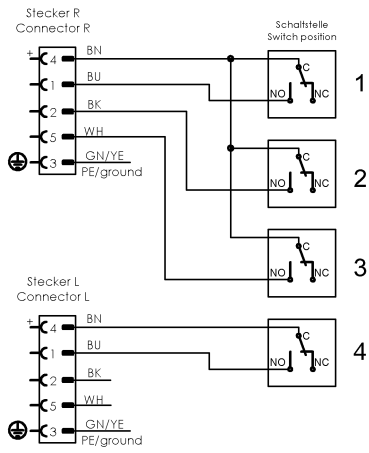 Stecker R
Connector R
Schaltstelle
Switch position
+
4 BN
1 BU
2 BK
5 WH
3 GN/YE
PE/ground
C
NO NC
1
C
NO NC
2
C
NO NC
3
Stecker L
Connector L
+
4 BN
1 BU
2 BK
5 WH
3 GN/YE
PE/ground
C
NO NC
4